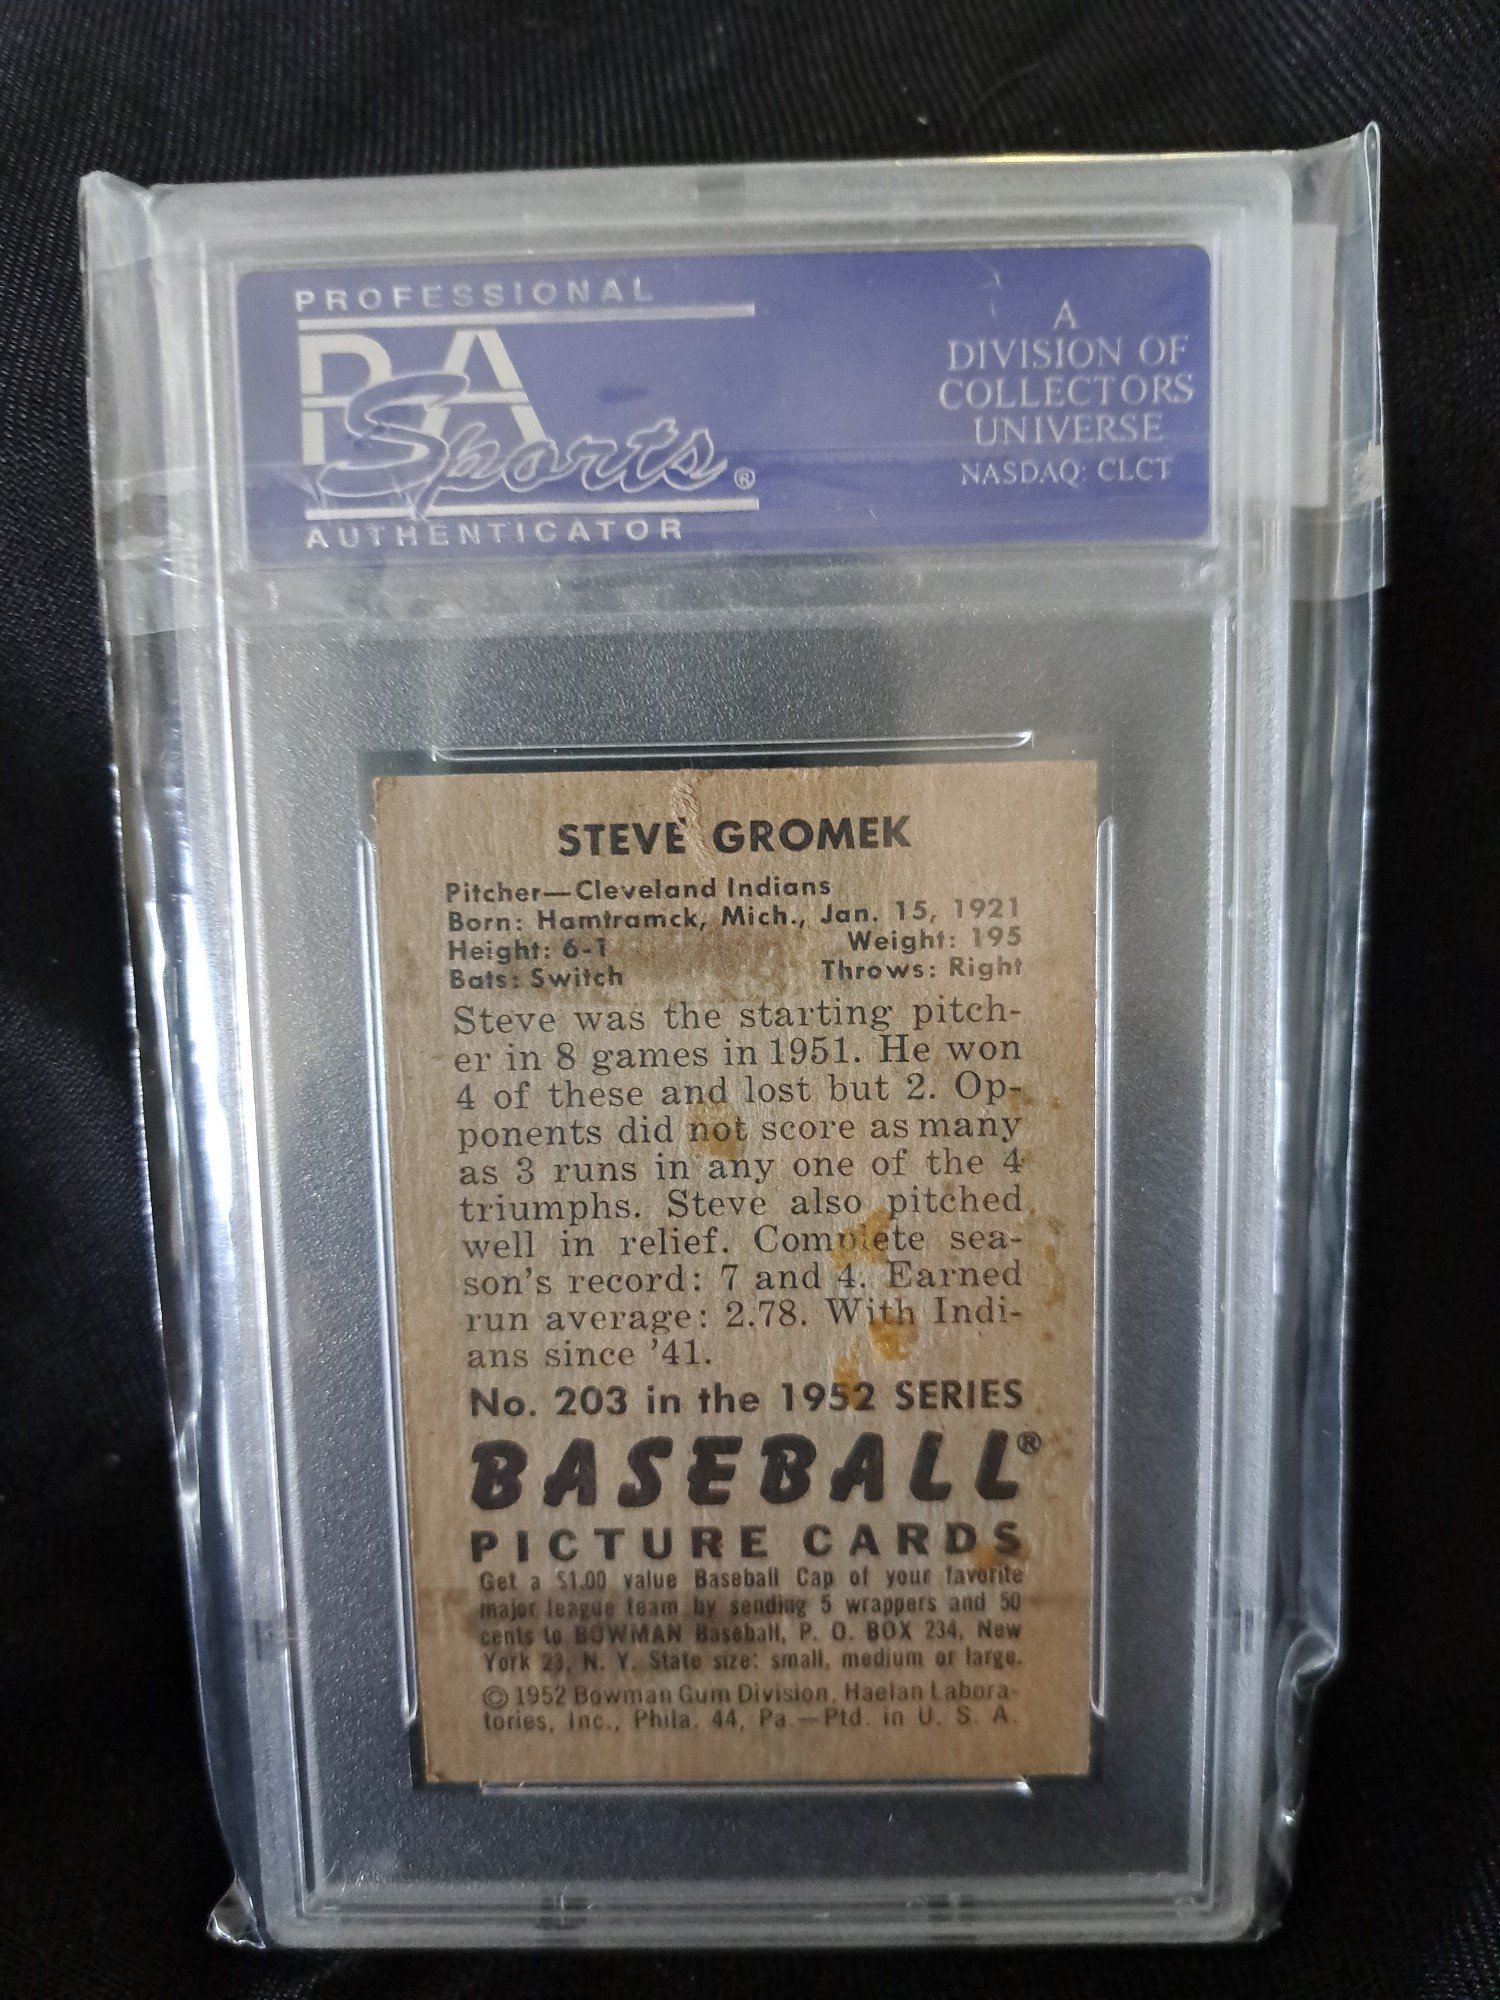 PROFESSIONAL
PSA
Sports®
AUTHENTICATOR
A
DIVISION OF
COLLECTORS
UNIVERSE
NASDAQ: CLCT
STEVE GROMEK
Pitcher—Cleveland Indians
Born: Hamtramck, Mich., Jan. 15, 1921
Height: 6-1 Weight: 195
Bats: Switch Throws: Right
Steve was the starting pitch-
er in 8 games in 1951. He won
4 of these and lost but 2. Op-
ponents did not score as many
as 3 runs in any one of the 4
triumphs. Steve also pitched
well in relief. Complete sea-
son's record: 7 and 4. Earned
run average: 2.78. With Indi-
ans since '41.
No. 203 in the 1952 SERIES
BASEBALL®
PICTURE CARDS
Get a $1.00 value Baseball Cap of your favorite
major league team by sending 5 wrappers and 50
cents to BOWMAN Baseball, P. O. BOX 234, New
York 23, N. Y. State size: small, medium or large.
© 1952 Bowman Gum Division, Haelan Labora-
tories, Inc., Phila. 44, Pa.—Ptd. in U. S. A.